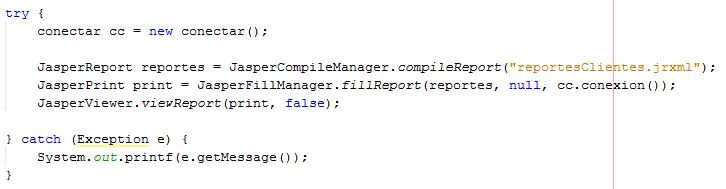 try {
    conectar cc = new conectar();
    JasperReport reportes = JasperCompileManager.compileReport("reportesClientes.jrxml");
    JasperPrint print = JasperFillManager.fillReport(reportes, null, cc.conexion());
    JasperViewer.viewReport(print, false);
} catch (Exception e) {
    System.out.printf(e.getMessage());
}